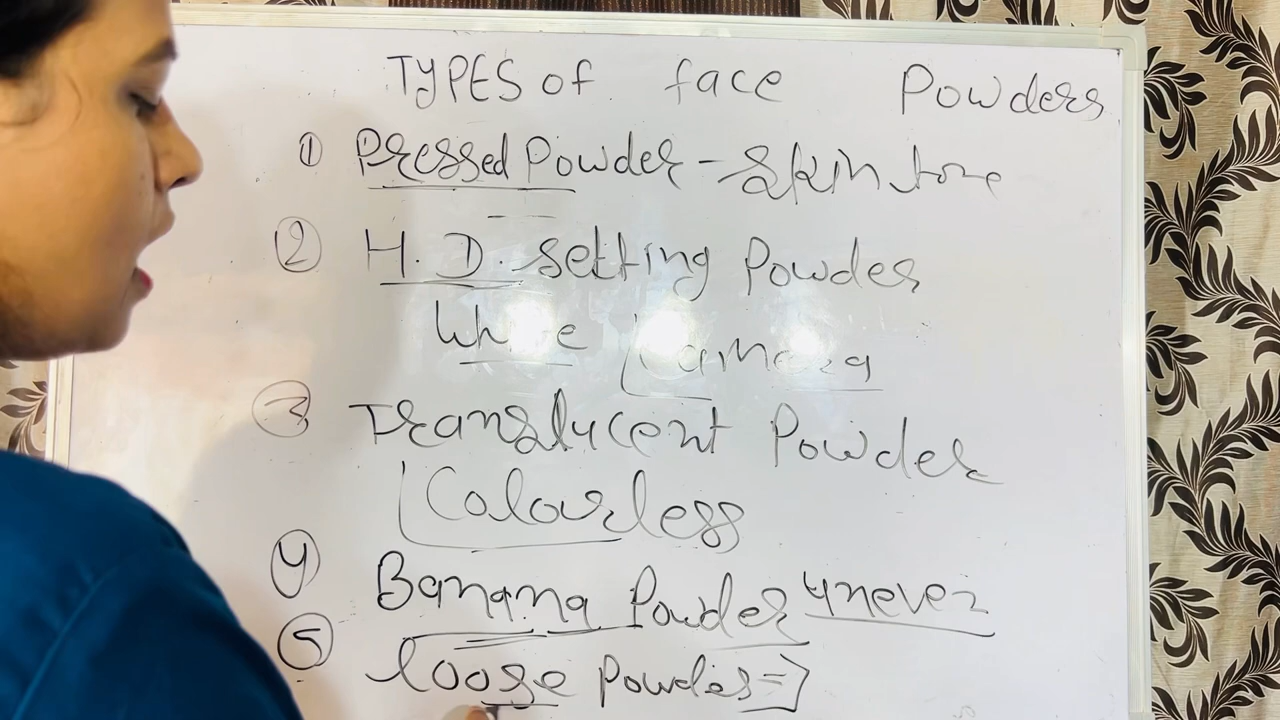 TYPES of face Powders
① Pressed Powder - Skin tone
② H.D. setting Powder
White Camera
③ Translucent Powder
Colourless
④ Banana Powder uneven
⑤ loose Powder ⇒